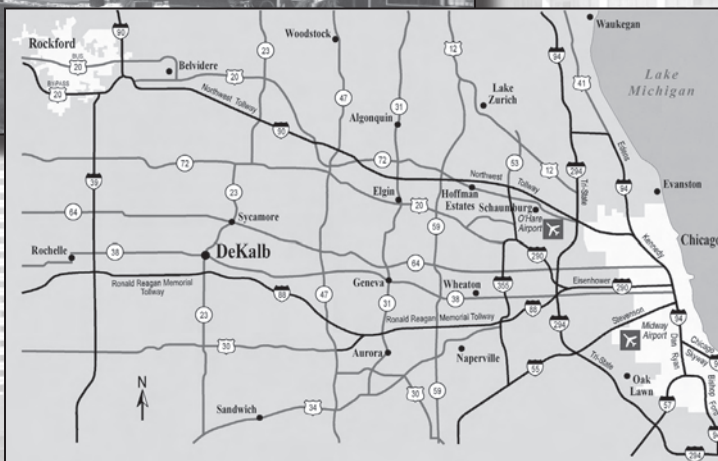 90
Rockford
BUS.
20
BYPASS
20
Belvidere
20
23
Woodstock
47
12
31
Lake
Zurich
94
41
Waukegan
Lake
Michigan
Northwest Tollway
90
Algonquin
39
72
72
53
12
294
Tri-State
Edens
94
Evanston
23
64
Sycamore
Elgin
20
59
Hoffman
Estates
Northwest
Tollway
Schaumburg
O'Hare
Airport
290
Kennedy
Chicago
Rochelle
38
DeKalb
64
Geneva
Wheaton
38
355
Eisenhower
290
Ronald Reagan Memorial
Tollway
88
47
31
Ronald Reagan Memorial Tollway
88
294
Stevenson
94
Midway
Airport
Chicago
Skyway
Dan Ryan
23
30
Aurora
Naperville
55
Tri-State
Oak
Lawn
57
Bishop Ford
N
Sandwich
34
30
59
294